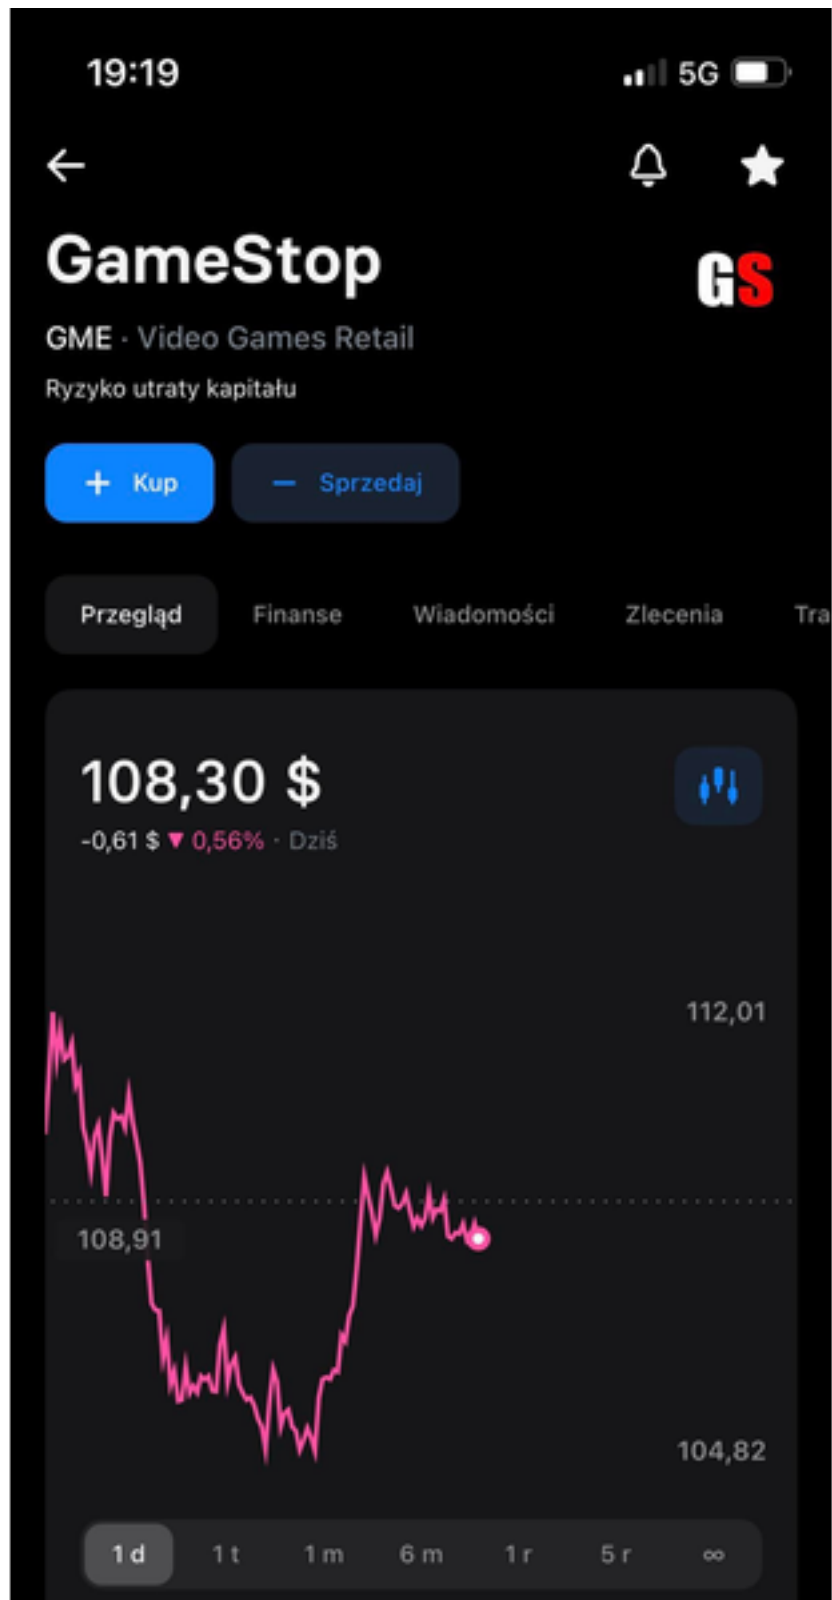 19:19 5G
GameStop
GS
GME · Video Games Retail
Ryzyko utraty kapitału
+ Kup − Sprzedaj
Przegląd Finanse Wiadomości Zlecenia Tra
108,30 $
-0,61 $ ▼ 0,56% · Dziś
112,01
108,91
104,82
1 d 1 t 1 m 6 m 1 r 5 r ∞